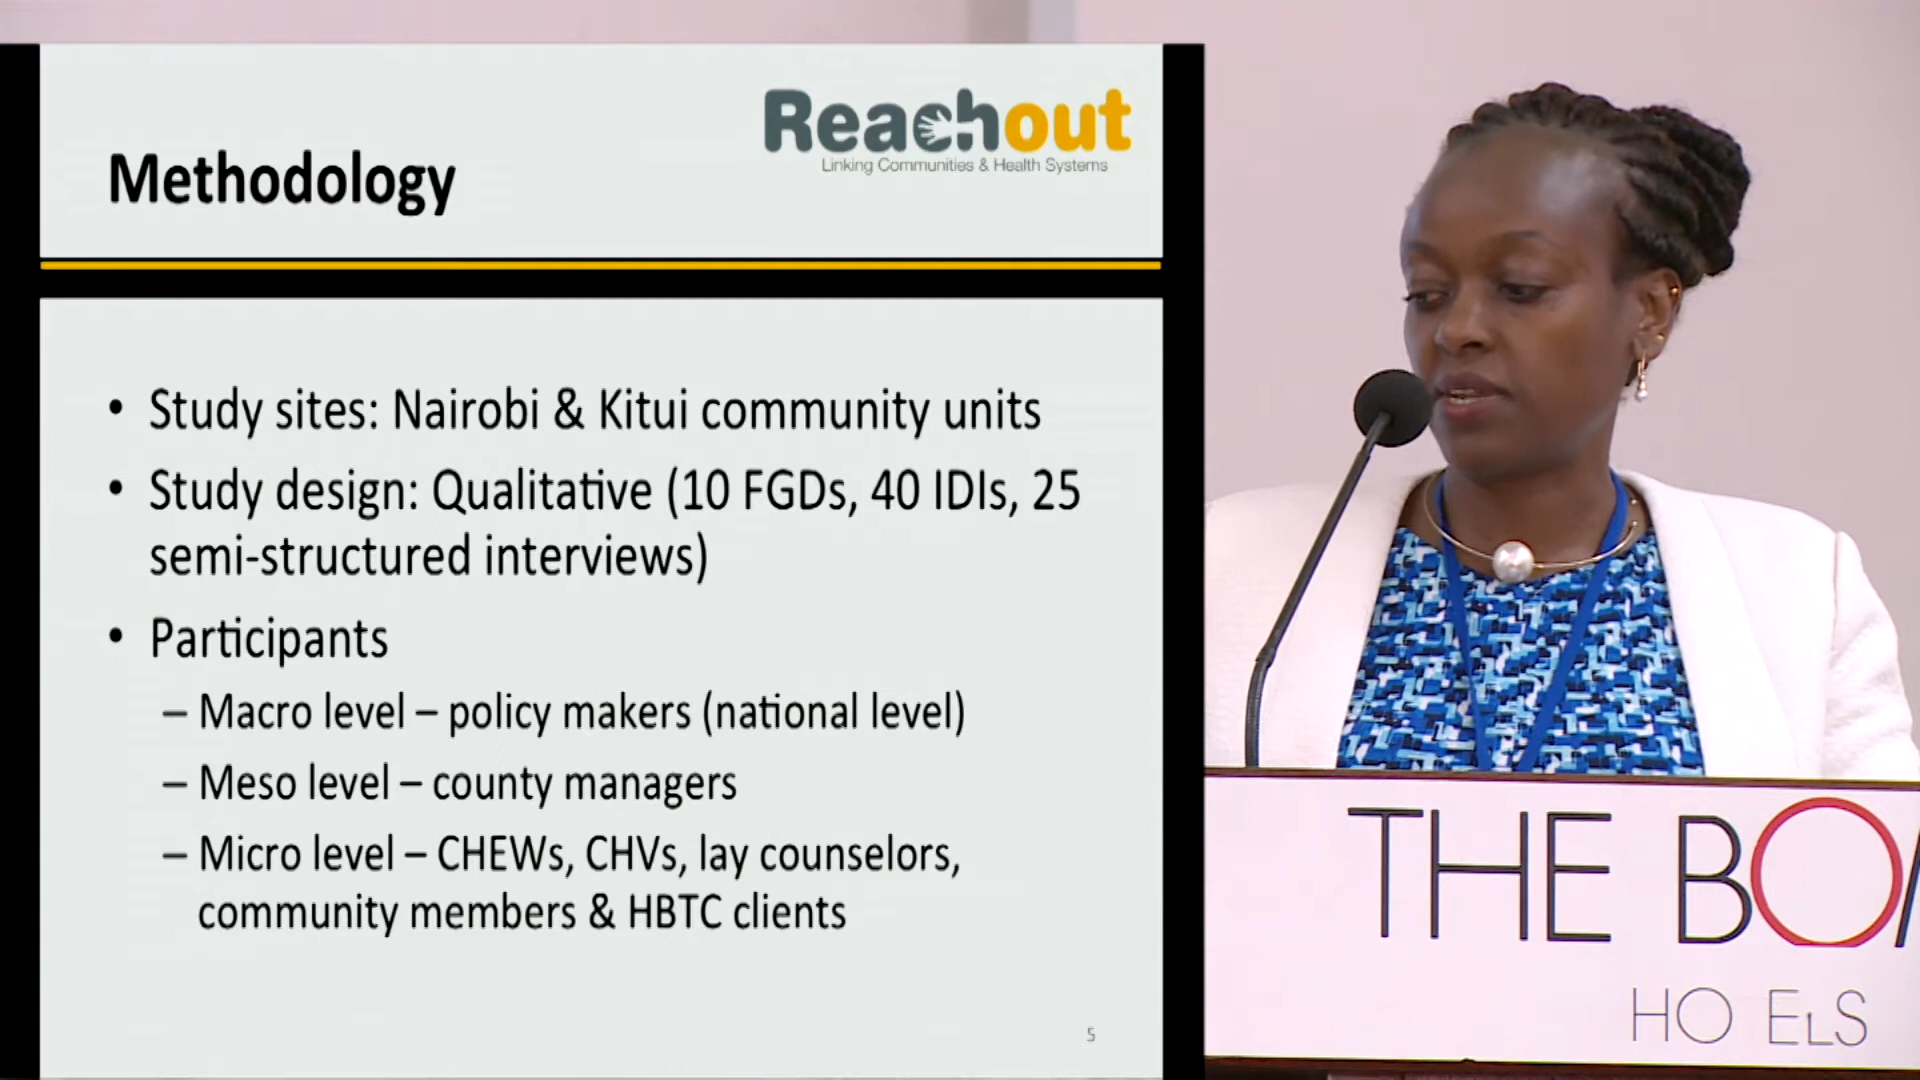 Reachout
Linking Communities & Health Systems
Methodology
• Study sites: Nairobi & Kitui community units
• Study design: Qualitative (10 FGDs, 40 IDIs, 25
semi-structured interviews)
• Participants
– Macro level – policy makers (national level)
– Meso level – county managers
– Micro level – CHEWs, CHVs, lay counselors,
community members & HBTC clients
5
THE BO
HO ELS